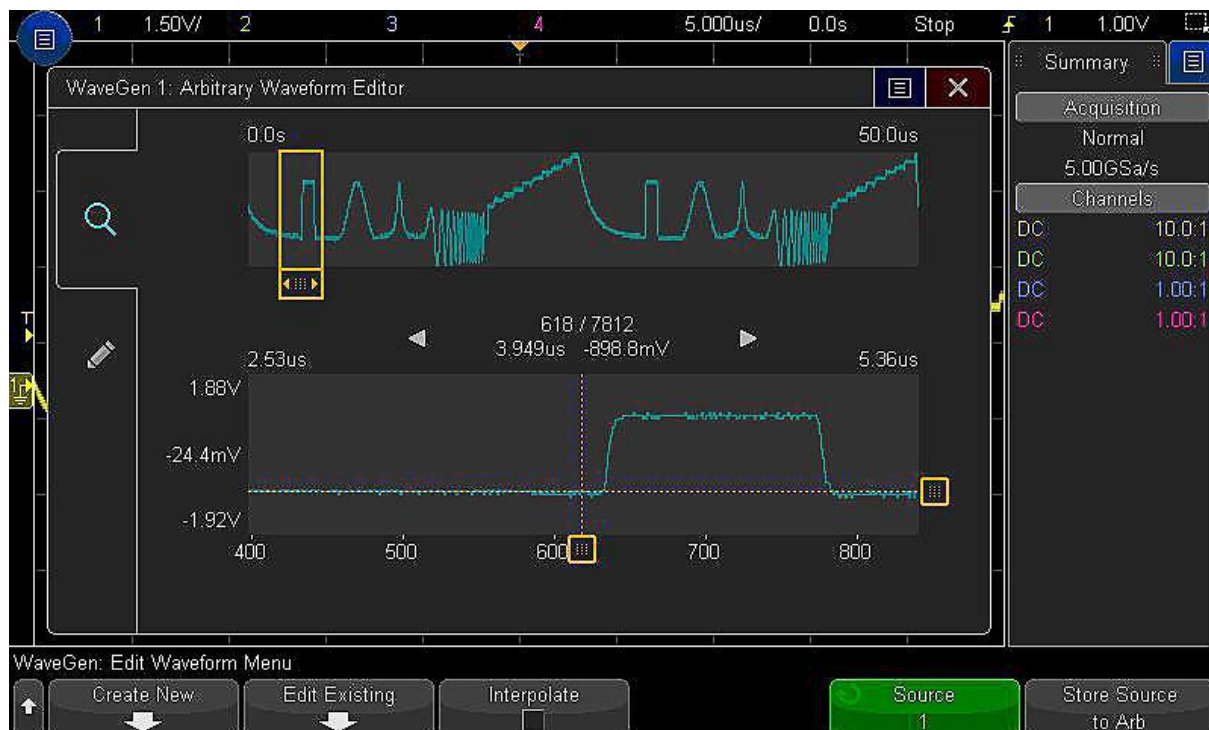 1 1.50V/ 2 3 4 5.000us/ 0.0s Stop 1 1.00V
Summary
WaveGen 1: Arbitrary Waveform Editor
Acquisition
Normal
5.00GSa/s
Channels
DC 10.0:1
DC 10.0:1
DC 1.00:1
DC 1.00:1
0.0s 50.0us
618 / 7812
3.949us -898.8mV
2.53us 5.36us
1.88V
-24.4mV
-1.92V
400 500 600 700 800
T
1
WaveGen: Edit Waveform Menu
Create New
Edit Existing
Interpolate
Source
1
Store Source
to Arb